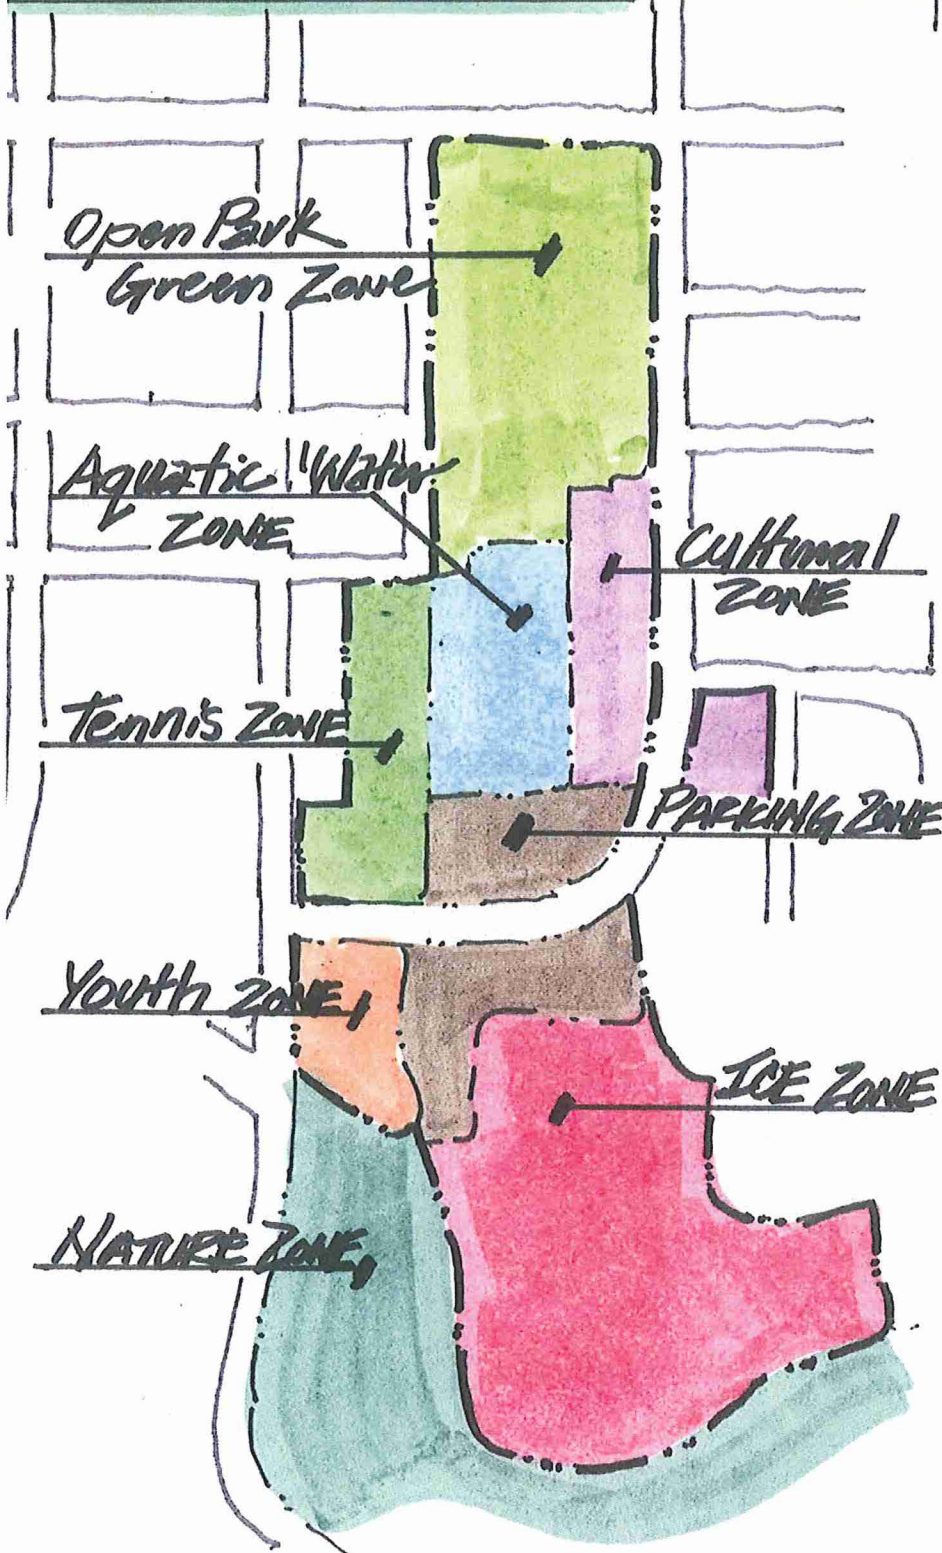 Open Park
Green Zone
Aquatic "Water
ZONE
Cultural
ZONE
Tennis ZONE
PARKING ZONE
Youth ZONE
ICE ZONE
NATURE ZONE